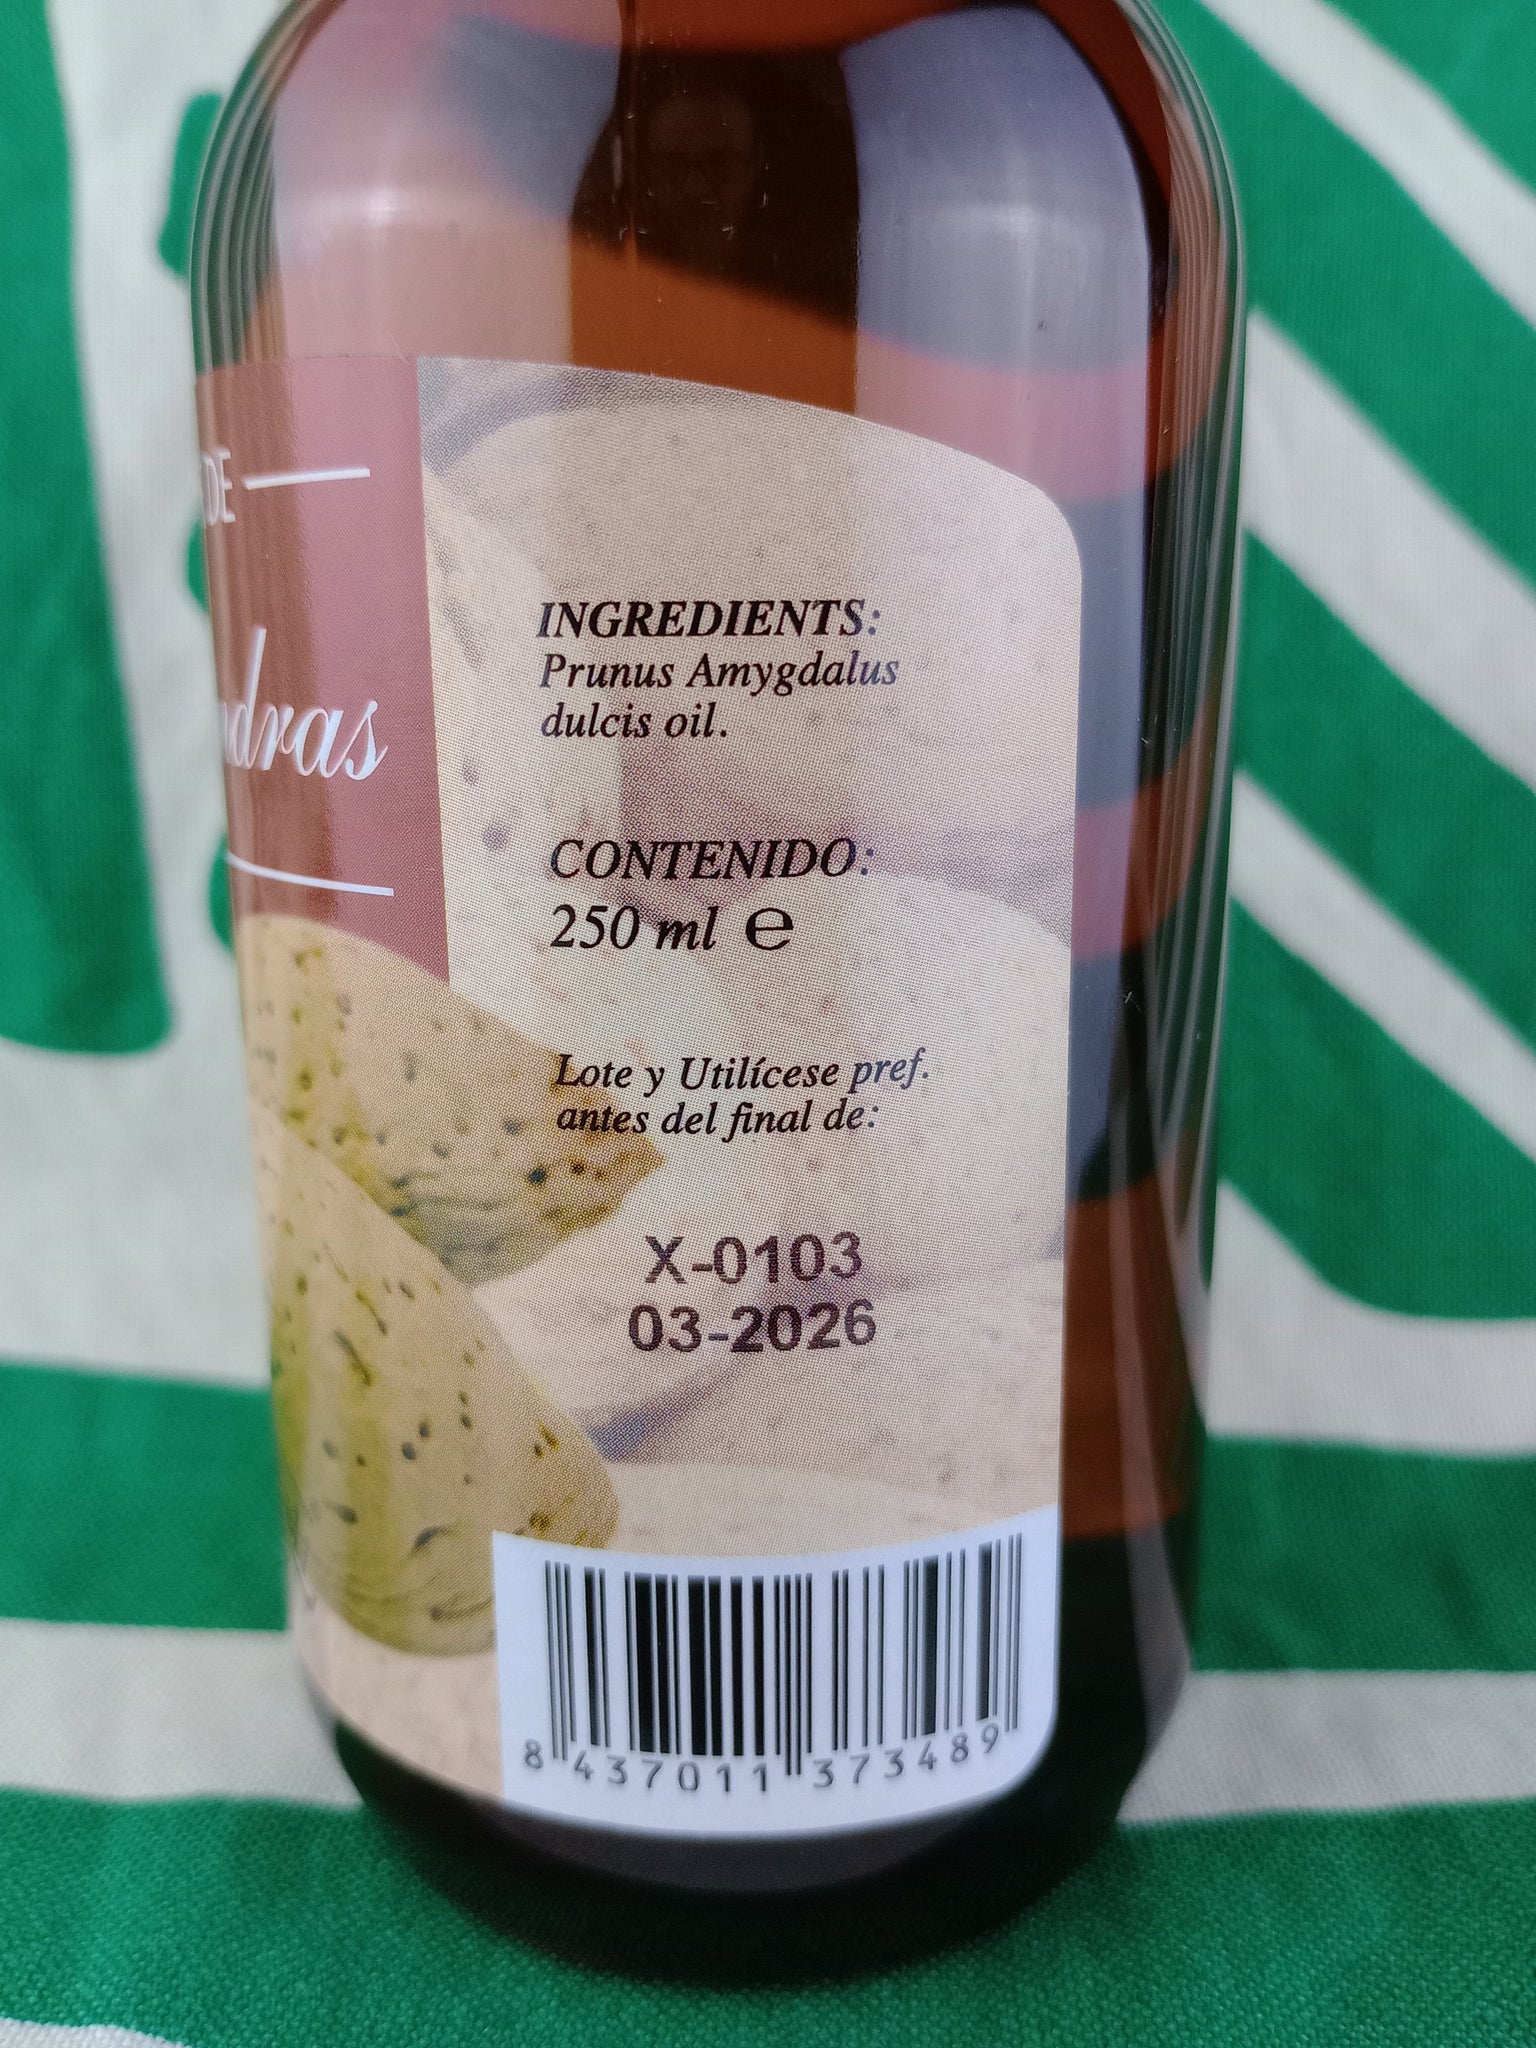 DE
INGREDIENTS:
Prunus Amygdalus
dulcis oil.
CONTENIDO:
250 ml ℮
Lote y Utilícese pref.
antes del final de:
X-0103
03-2026
8 437011 373489